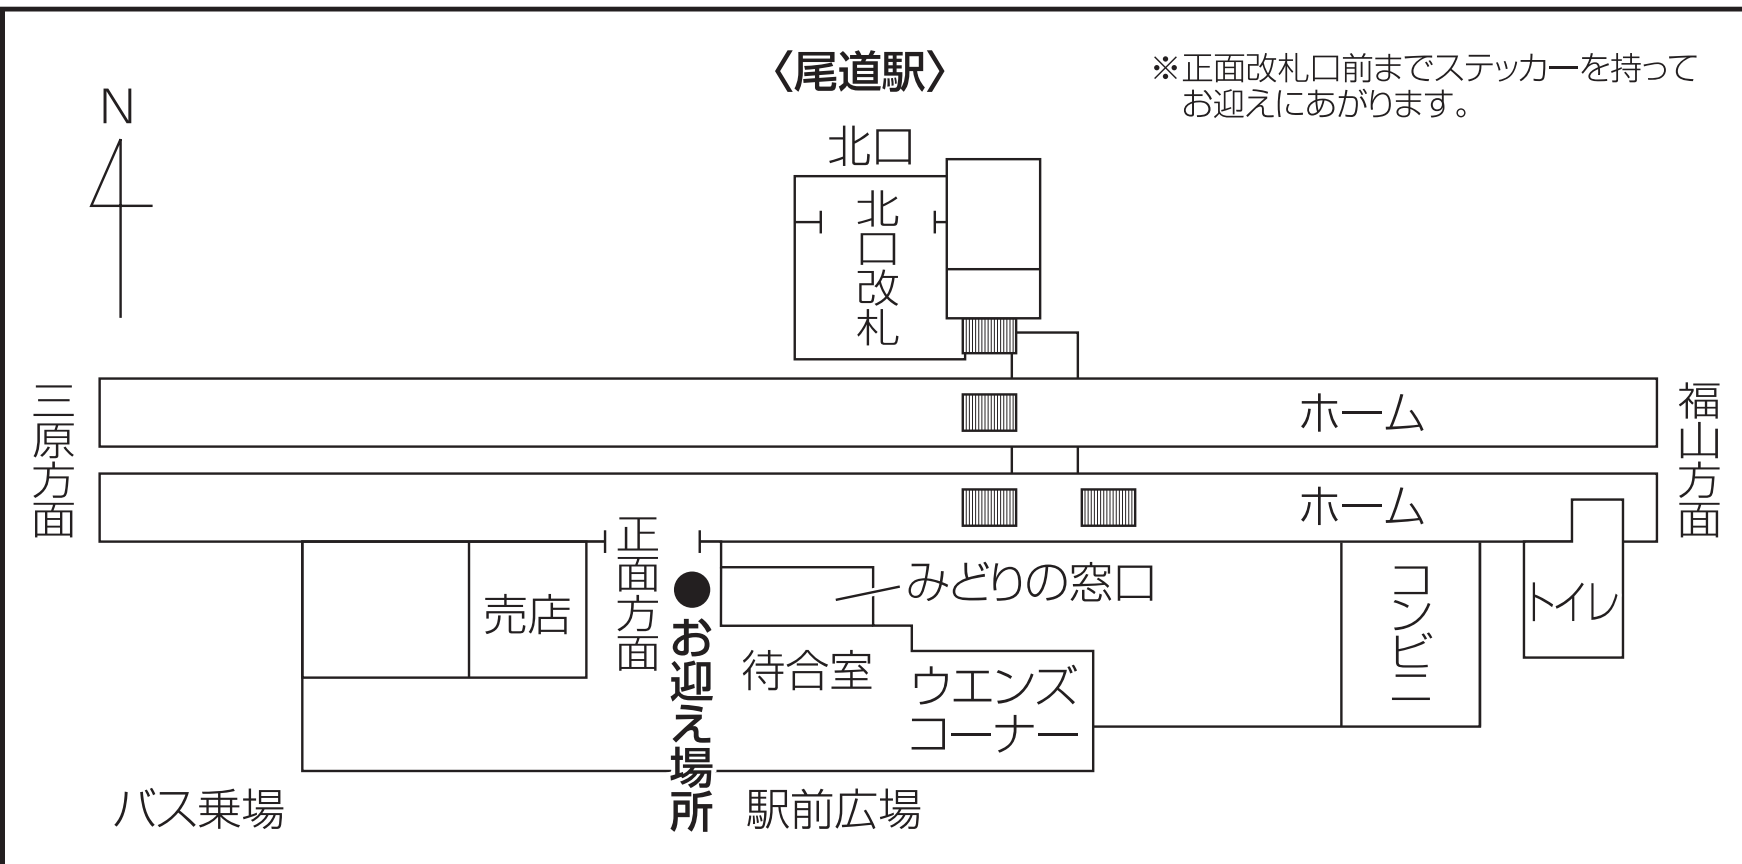 〈尾道駅〉
※正面改札口前までステッカーを持って
お迎えにあがります。
N
北口
北口改札
三原方面
福山方面
ホーム
ホーム
正面方面
売店
●お迎え場所
みどりの窓口
待合室
ウエンズ
コーナー
コンビニ
トイレ
バス乗場
駅前広場